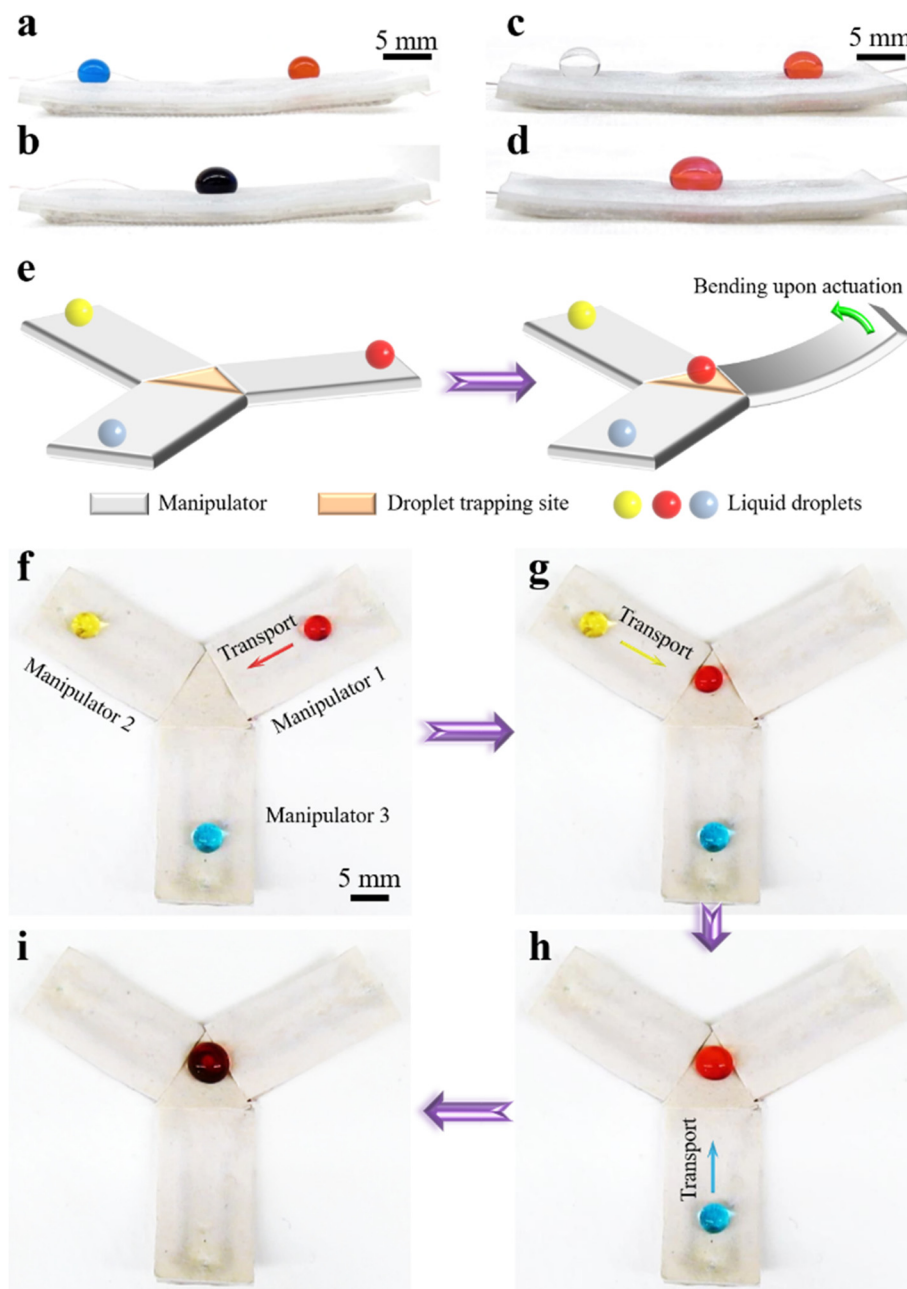 a
5 mm
c
5 mm
b
d
e
Bending upon actuation
Manipulator
Droplet trapping site
Liquid droplets
f
Transport
Manipulator 1
Manipulator 2
Manipulator 3
5 mm
g
Transport
i
h
Transport